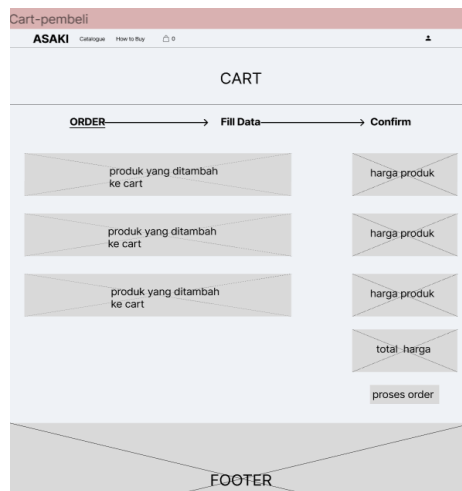 Cart-pembeli
ASAKI Catalogue How to Buy 0
CART
ORDER Fill Data Confirm
produk yang ditambah
ke cart
harga produk
produk yang ditambah
ke cart
harga produk
produk yang ditambah
ke cart
harga produk
total harga
proses order
FOOTER